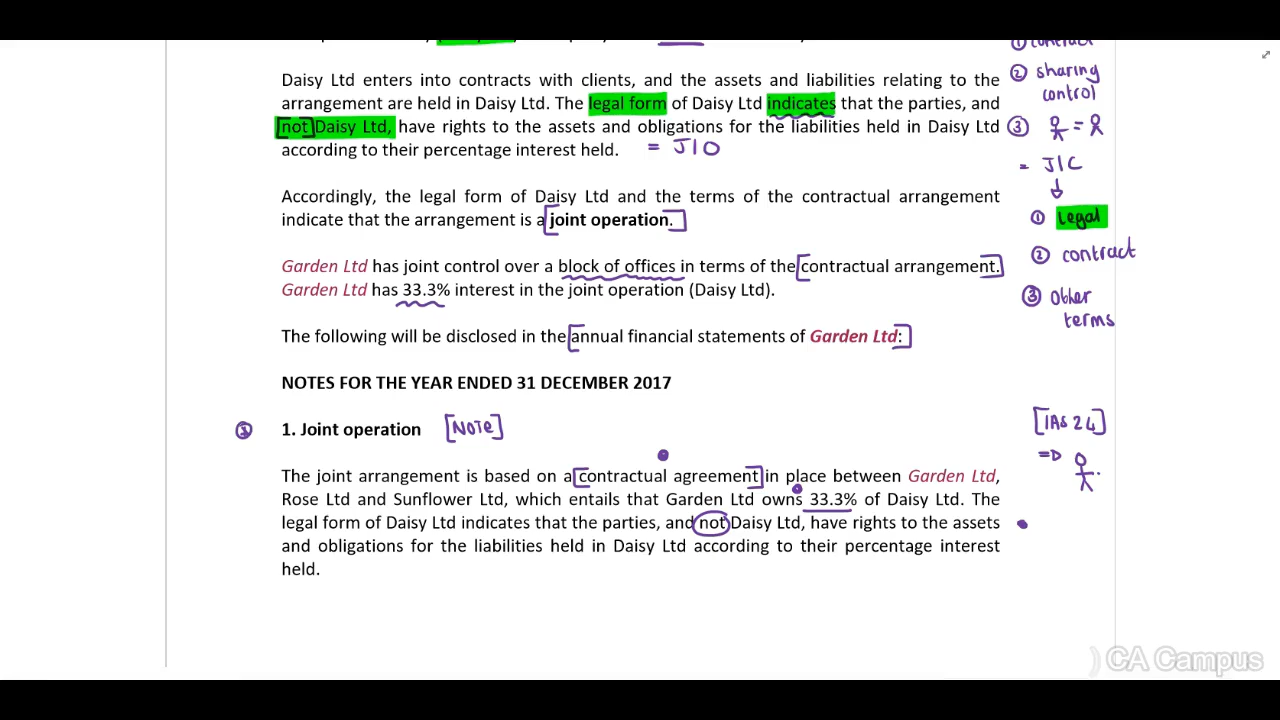 ① contract
Daisy Ltd enters into contracts with clients, and the assets and liabilities relating to the
② sharing
control
arrangement are held in Daisy Ltd. The legal form of Daisy Ltd indicates that the parties, and
[not] Daisy Ltd, have rights to the assets and obligations for the liabilities held in Daisy Ltd
③ =
according to their percentage interest held. = J/O
= J/C
Accordingly, the legal form of Daisy Ltd and the terms of the contractual arrangement
indicate that the arrangement is a [joint operation.]
① legal
② contract
Garden Ltd has joint control over a block of offices in terms of the [contractual arrangement.]
Garden Ltd has 33.3% interest in the joint operation (Daisy Ltd).
③ Other
terms
The following will be disclosed in the [annual financial statements of Garden Ltd:]
NOTES FOR THE YEAR ENDED 31 DECEMBER 2017
③ 1. Joint operation [NOTE]
[IAS 24]
The joint arrangement is based on a [contractual agreement] in place between Garden Ltd,
Rose Ltd and Sunflower Ltd, which entails that Garden Ltd owns 33.3% of Daisy Ltd. The
legal form of Daisy Ltd indicates that the parties, and not Daisy Ltd, have rights to the assets
and obligations for the liabilities held in Daisy Ltd according to their percentage interest
held.
CA Campus